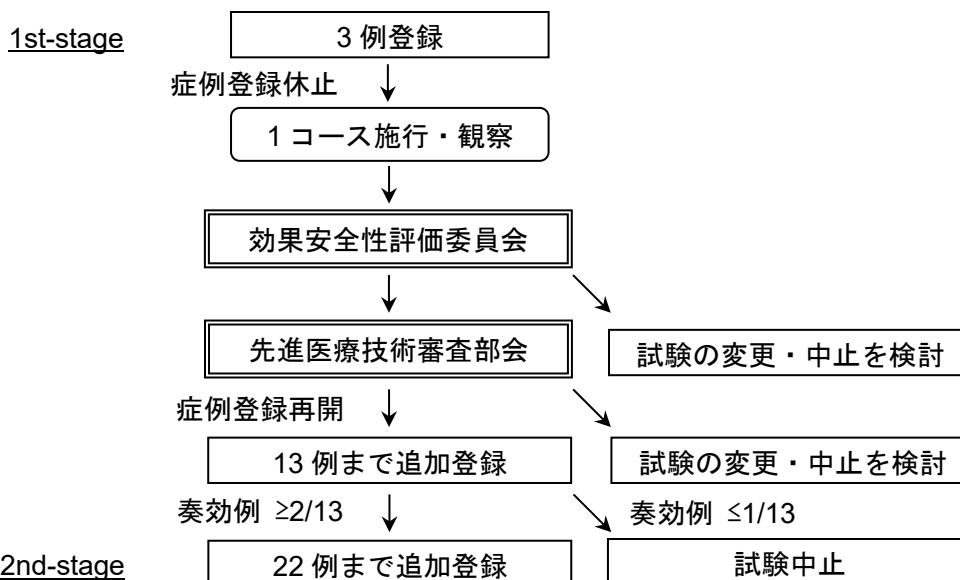 1st-stage
3 例登録
症例登録休止
1 コース施行・観察
効果安全性評価委員会
先進医療技術審査部会
試験の変更・中止を検討
症例登録再開
13 例まで追加登録
試験の変更・中止を検討
奏効例 ≥2/13
奏効例 ≤1/13
2nd-stage
22 例まで追加登録
試験中止